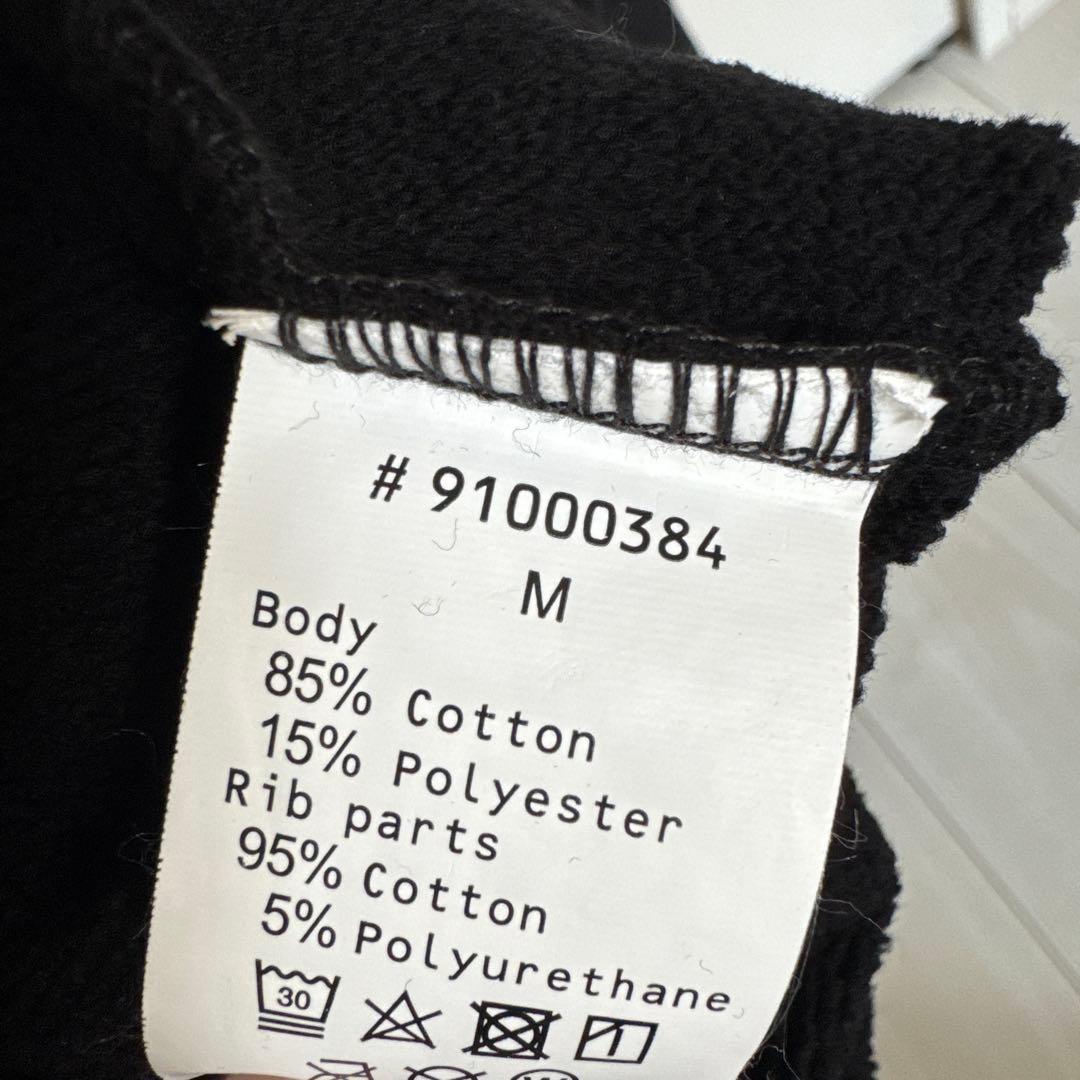 # 91000384
M
Body
85% Cotton
15% Polyester
Rib parts
95% Cotton
5% Polyurethane
30